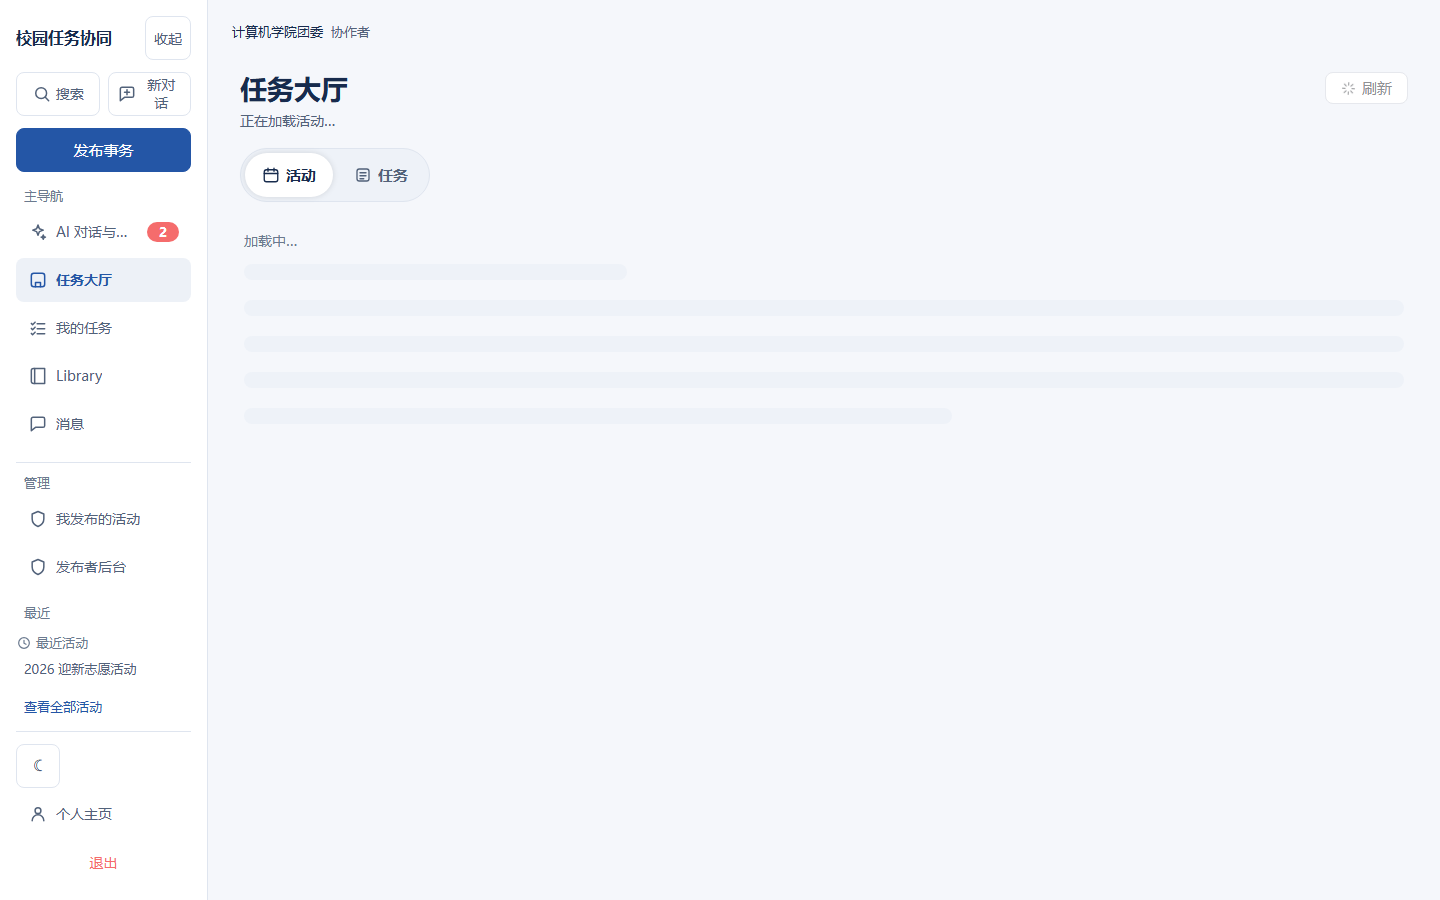 校园任务协同
收起
搜索
新对
话
发布事务
主导航
AI 对话与...
2
任务大厅
我的任务
Library
消息
管理
我发布的活动
发布者后台
最近
最近活动
2026 迎新志愿活动
查看全部活动
个人主页
退出
计算机学院团委 协作者
任务大厅
正在加载活动...
刷新
活动
任务
加载中...